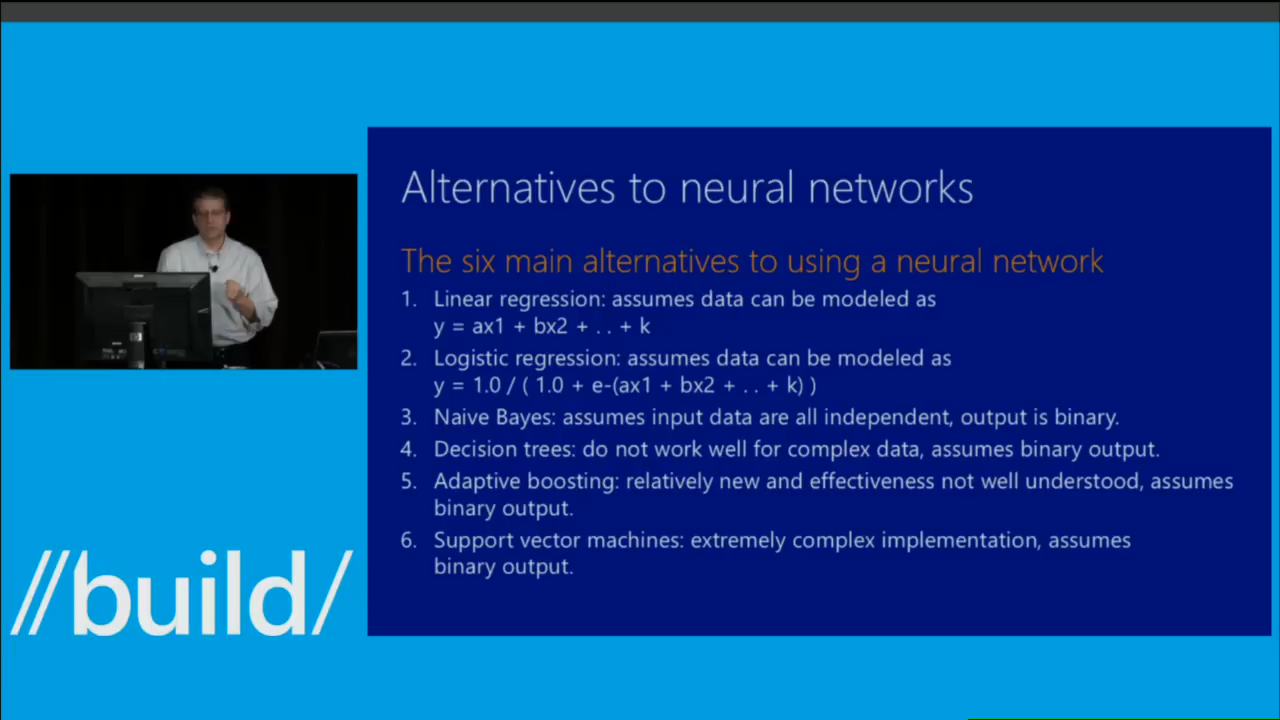 Alternatives to neural networks
The six main alternatives to using a neural network
1. Linear regression: assumes data can be modeled as
y = ax1 + bx2 + . . + k
2. Logistic regression: assumes data can be modeled as
y = 1.0 / ( 1.0 + e-(ax1 + bx2 + . . + k) )
3. Naive Bayes: assumes input data are all independent, output is binary.
4. Decision trees: do not work well for complex data, assumes binary output.
5. Adaptive boosting: relatively new and effectiveness not well understood, assumes
binary output.
6. Support vector machines: extremely complex implementation, assumes
binary output.
//build/